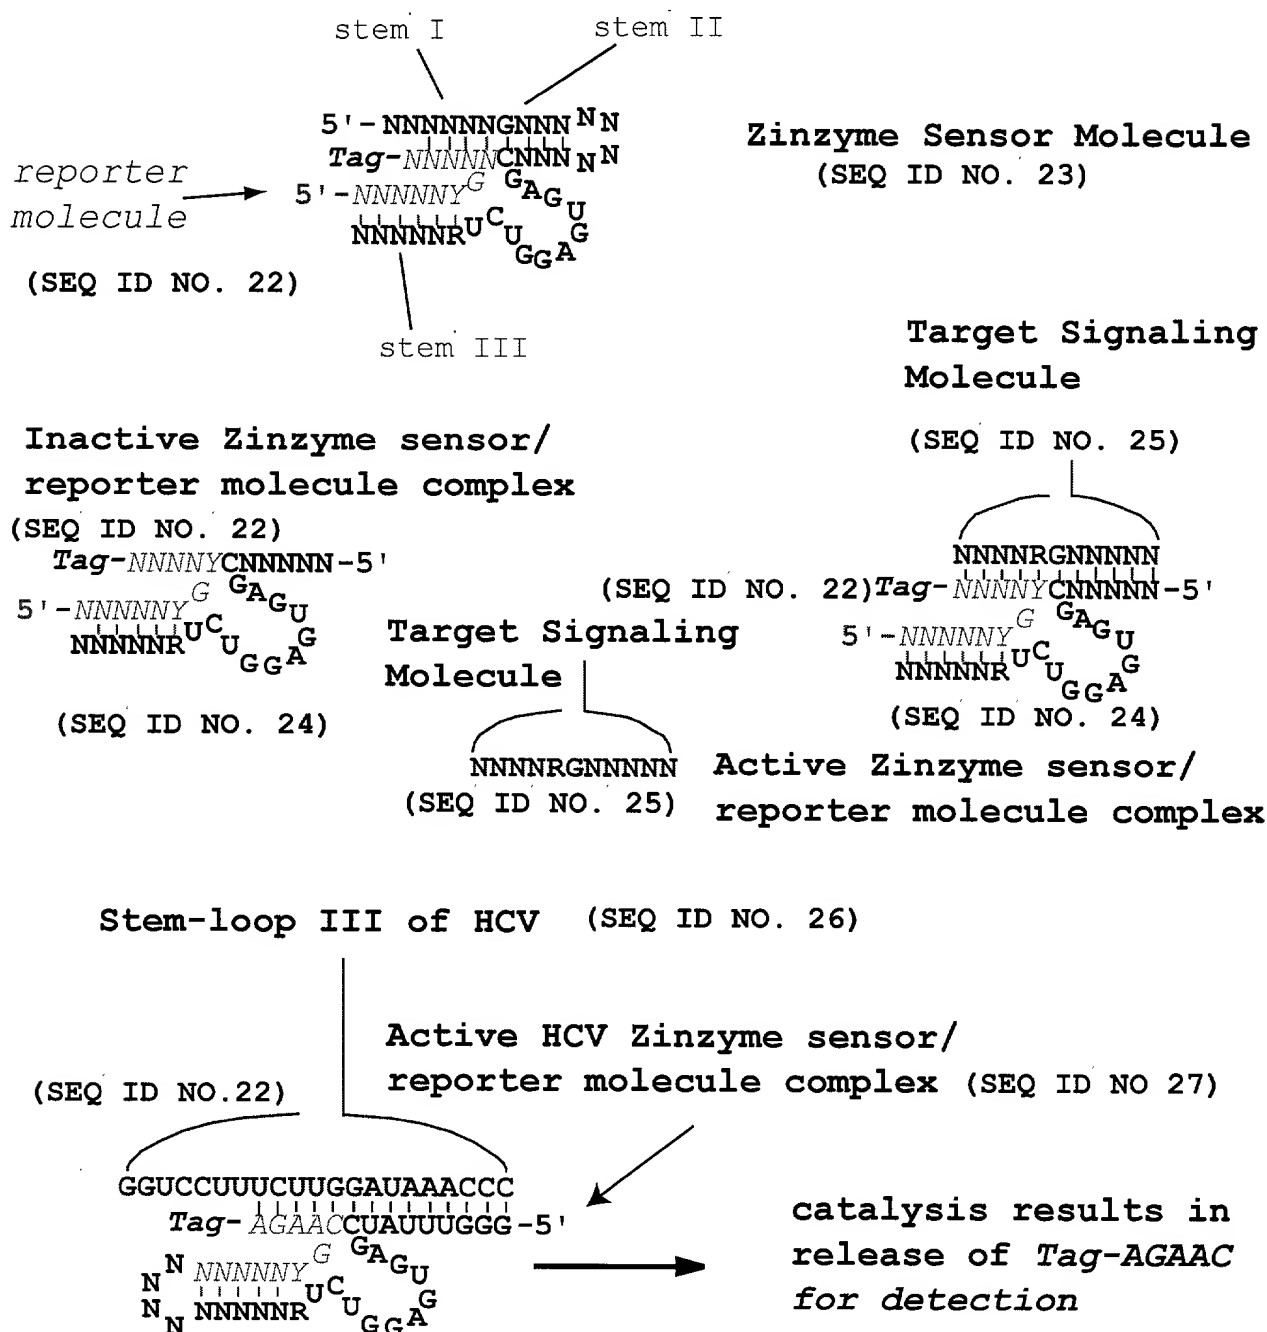 stem I
stem II
5'-NNNNNNGNNN N N
Tag-NNNNNCNNN N N
Zinzyme Sensor Molecule
(SEQ ID NO. 23)
reporter
molecule
5'-NNNNNY G G A G U G A G G U C U
NNNNNR
(SEQ ID NO. 22)
stem III
Target Signaling
Molecule
(SEQ ID NO. 25)
Inactive Zinzyme sensor/
reporter molecule complex
(SEQ ID NO. 22)
Tag-NNNNYCNNNNN-5'
5'-NNNNNY G G A G U G A G G U C U
NNNNNR
(SEQ ID NO. 24)
Target Signaling
Molecule
NNNNRGNNNNN
(SEQ ID NO. 25)
NNNNRGNNNNN
(SEQ ID NO. 22) Tag-NNNNYCNNNNN-5'
5'-NNNNNY G G A G U G A G G U C U
NNNNNR
(SEQ ID NO. 24)
Active Zinzyme sensor/
reporter molecule complex
Stem-loop III of HCV (SEQ ID NO. 26)
Active HCV Zinzyme sensor/
reporter molecule complex (SEQ ID NO 27)
(SEQ ID NO.22)
GGUCCUUUCUUGGAUAAACCC
Tag-AGAACCUAUUUGGG-5'
N N N N NNNNNY G G A G U G A G G U C U
NNNNNR
catalysis results in
release of Tag-AGAAC
for detection